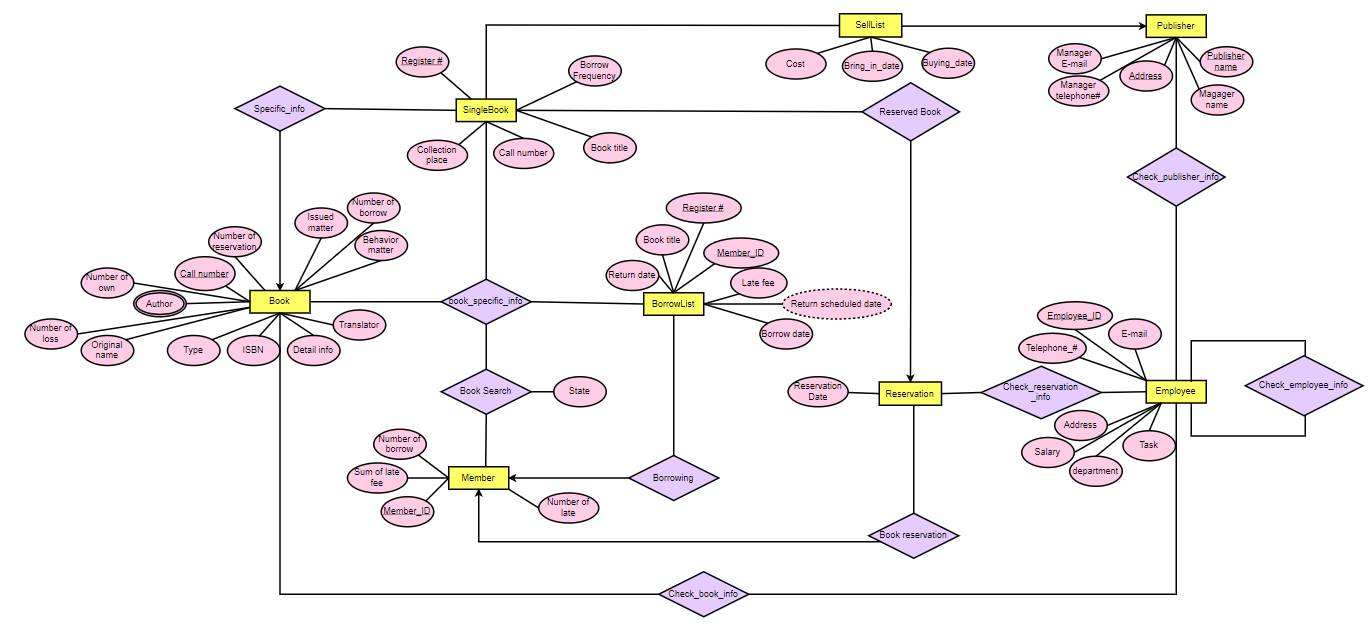 SellList
Publisher
Cost
Bring_in_date
Buying_date
Manager
E-mail
Publisher
name
Address
Manager
telephone#
Magager
name
Register #
Borrow
Frequency
Specific_info
SingleBook
Reserved Book
Collection
place
Call number
Book title
Check_publisher_info
Number of
reservation
Issued
matter
Number of
borrow
Behavior
matter
Number of
own
Call number
Author
Book
Number of
loss
Original
name
Type
ISBN
Detail info
Translator
book_specific_info
Register #
Book title
Member_ID
Return date
Late fee
BorrowList
Return scheduled date
Borrow date
Employee_ID
E-mail
Telephone_#
Book Search
State
Reservation
Date
Reservation
Check_reservation
_info
Employee
Check_employee_info
Address
Salary
department
Task
Number of
borrow
Sum of late
fee
Member
Member_ID
Number of
late
Borrowing
Book reservation
Check_book_info